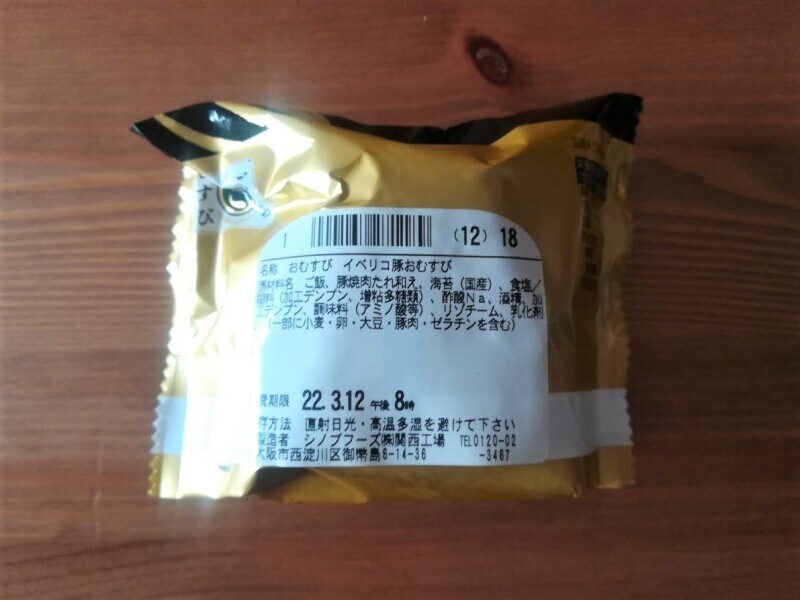 むすび
1 (12) 18
名称 おむすび イベリコ豚おむすび
原材料名 ご飯、豚焼肉たれ和え、海苔(国産)、食塩/
(加工デンプン、増粘多糖類)、酢酸Na、酒精、
エデンプン、調味料(アミノ酸等)、リゾチーム、乳化剤、
(一部に小麦・卵・大豆・豚肉・ゼラチンを含む)
費期限 22.3.12 午後 8時
存方法 直射日光・高温多湿を避けて下さい
製造者 シノブフーズ㈱関西工場 TEL0120-02
大阪市西淀川区御幣島6-14-36 -3467